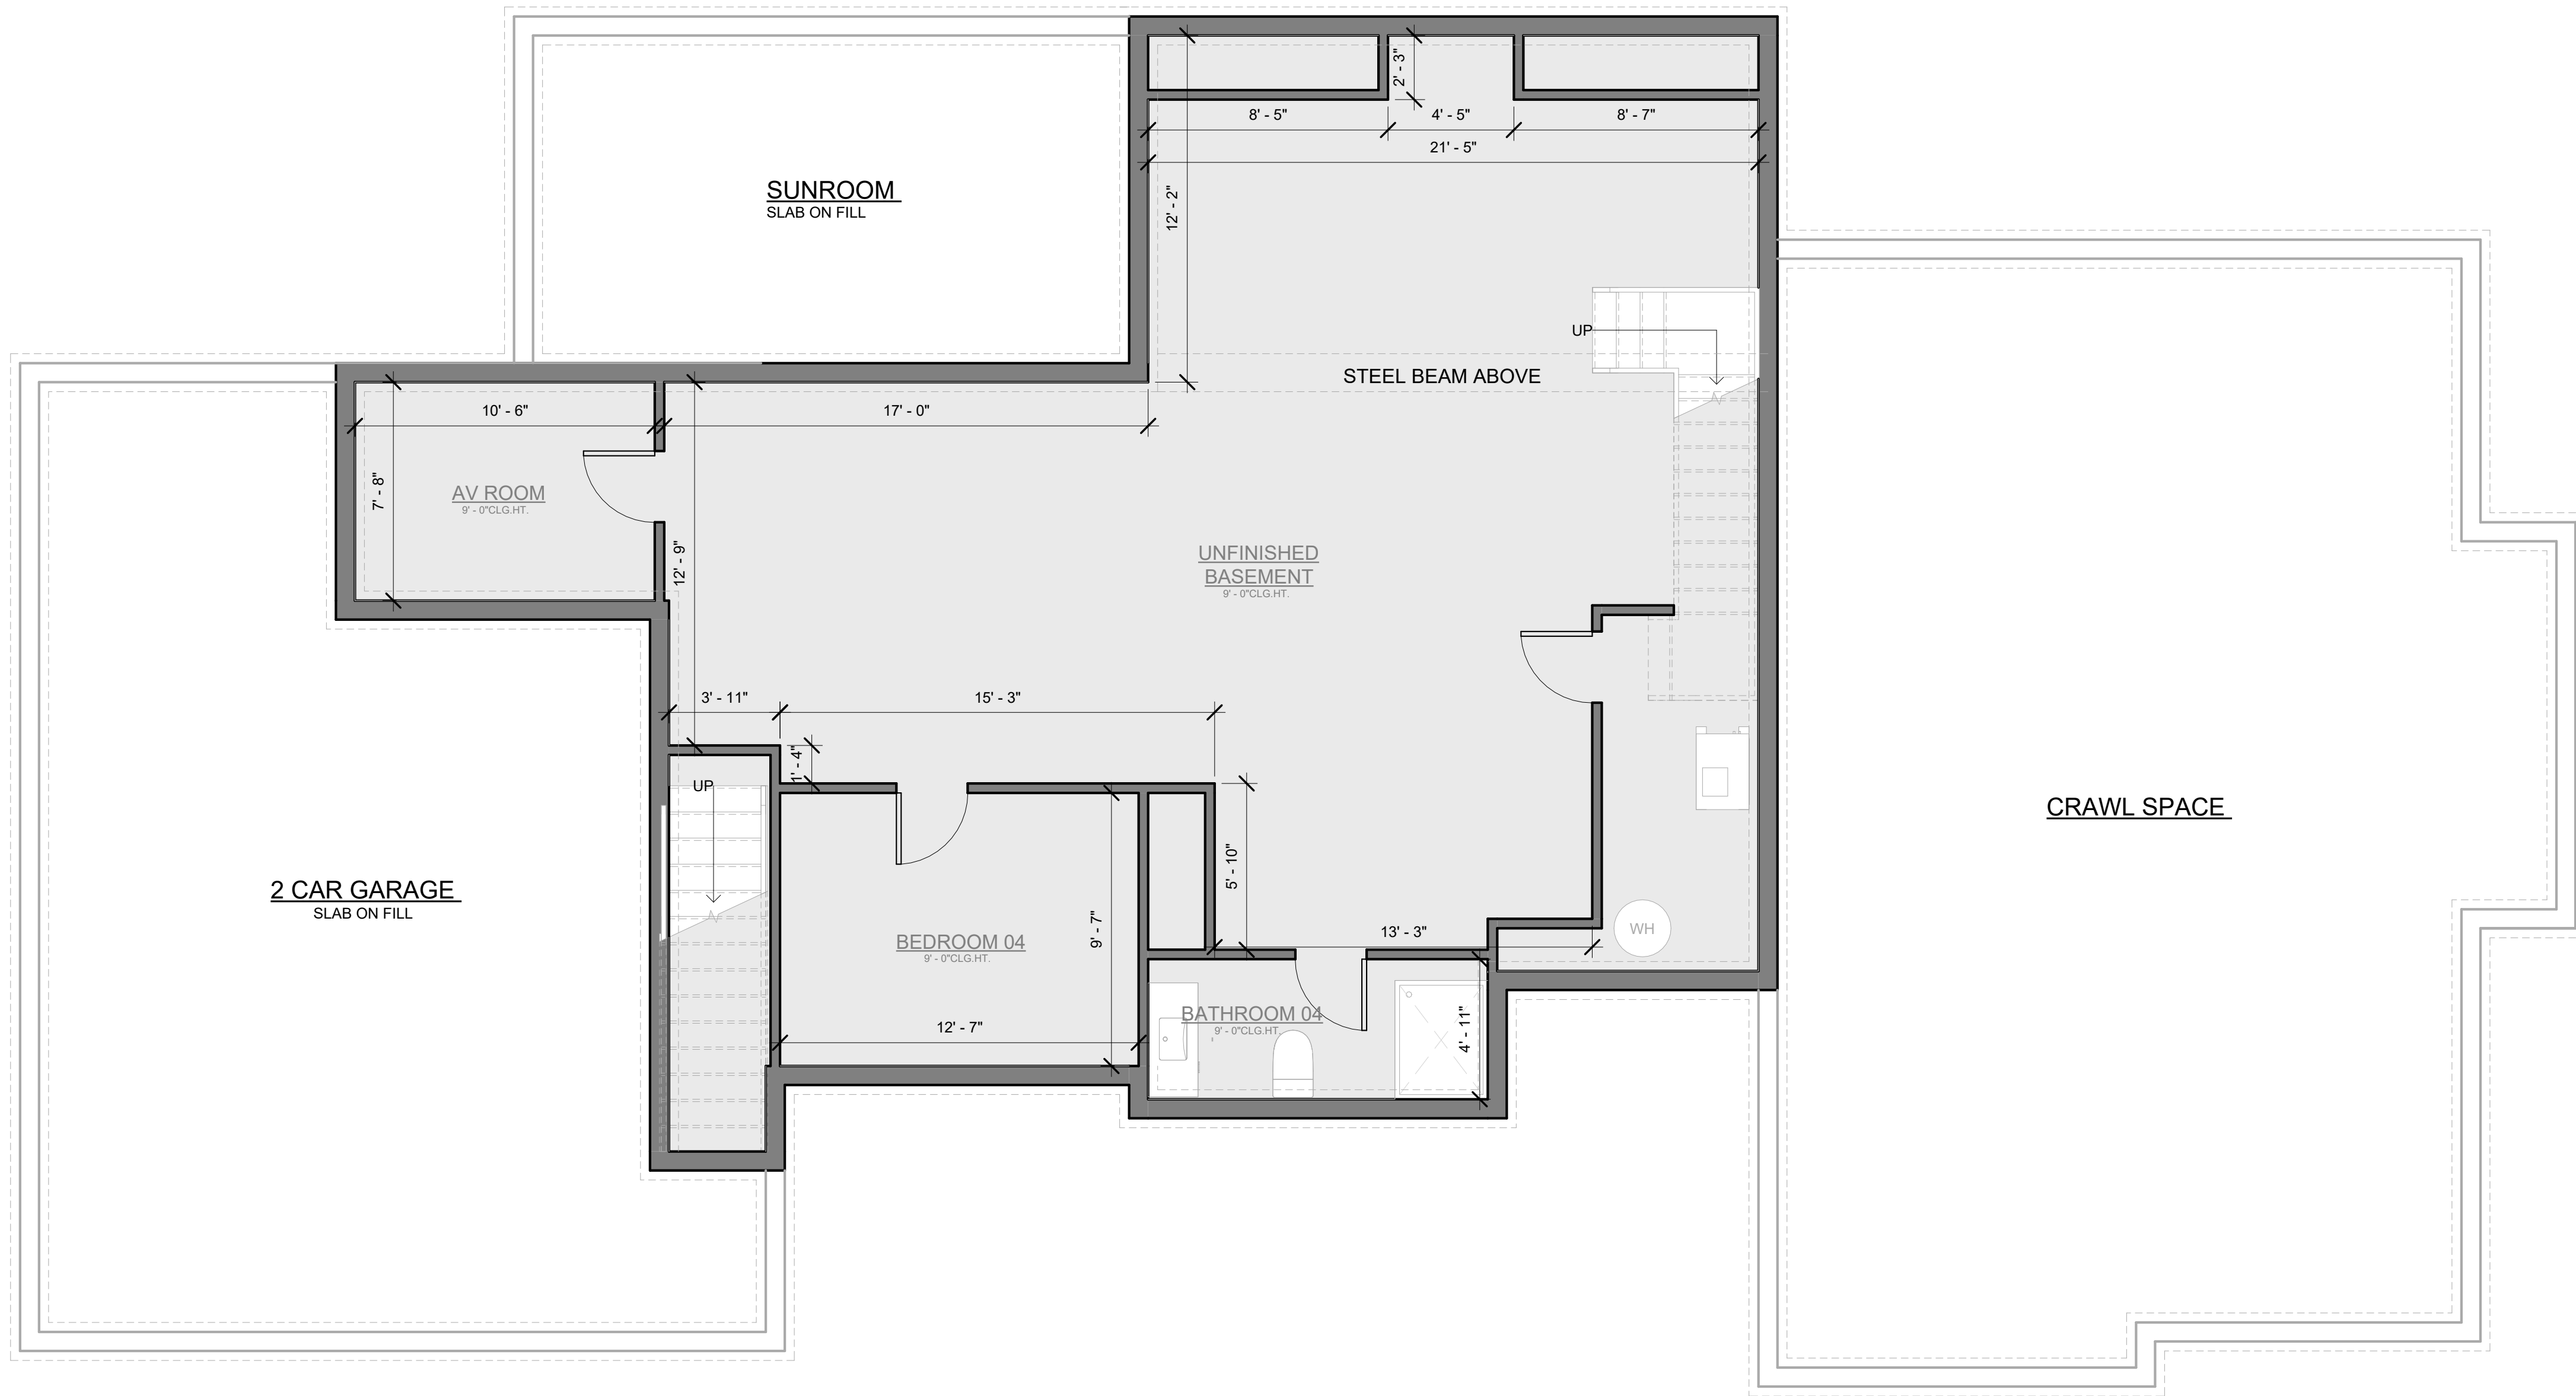 2' - 3"
8' - 5"
4' - 5"
8' - 7"
21' - 5"
SUNROOM
SLAB ON FILL
12' - 2"
UP
STEEL BEAM ABOVE
10' - 6"
17' - 0"
7' - 8"
AV ROOM
9' - 0"CLG.HT.
12' - 9"
UNFINISHED
BASEMENT
9' - 0"CLG.HT.
3' - 11"
15' - 3"
1' - 4"
UP
CRAWL SPACE
2 CAR GARAGE
SLAB ON FILL
5' - 10"
9' - 7"
BEDROOM 04
9' - 0"CLG.HT.
13' - 3"
WH
BATHROOM 04
9' - 0"CLG.HT.
12' - 7"
4' - 11"